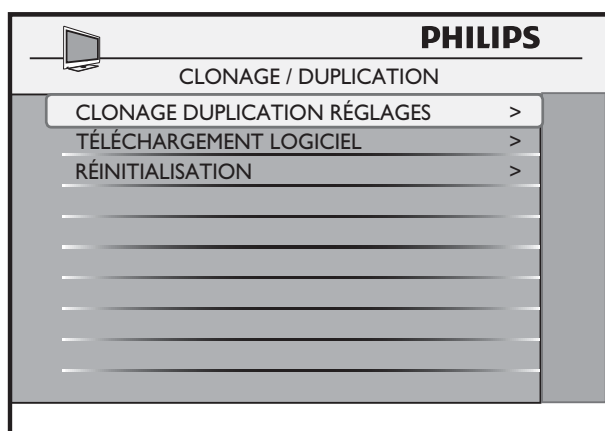 PHILIPS
CLONAGE / DUPLICATION
CLONAGE DUPLICATION RÉGLAGES >
TÉLÉCHARGEMENT LOGICIEL >
RÉINITIALISATION >